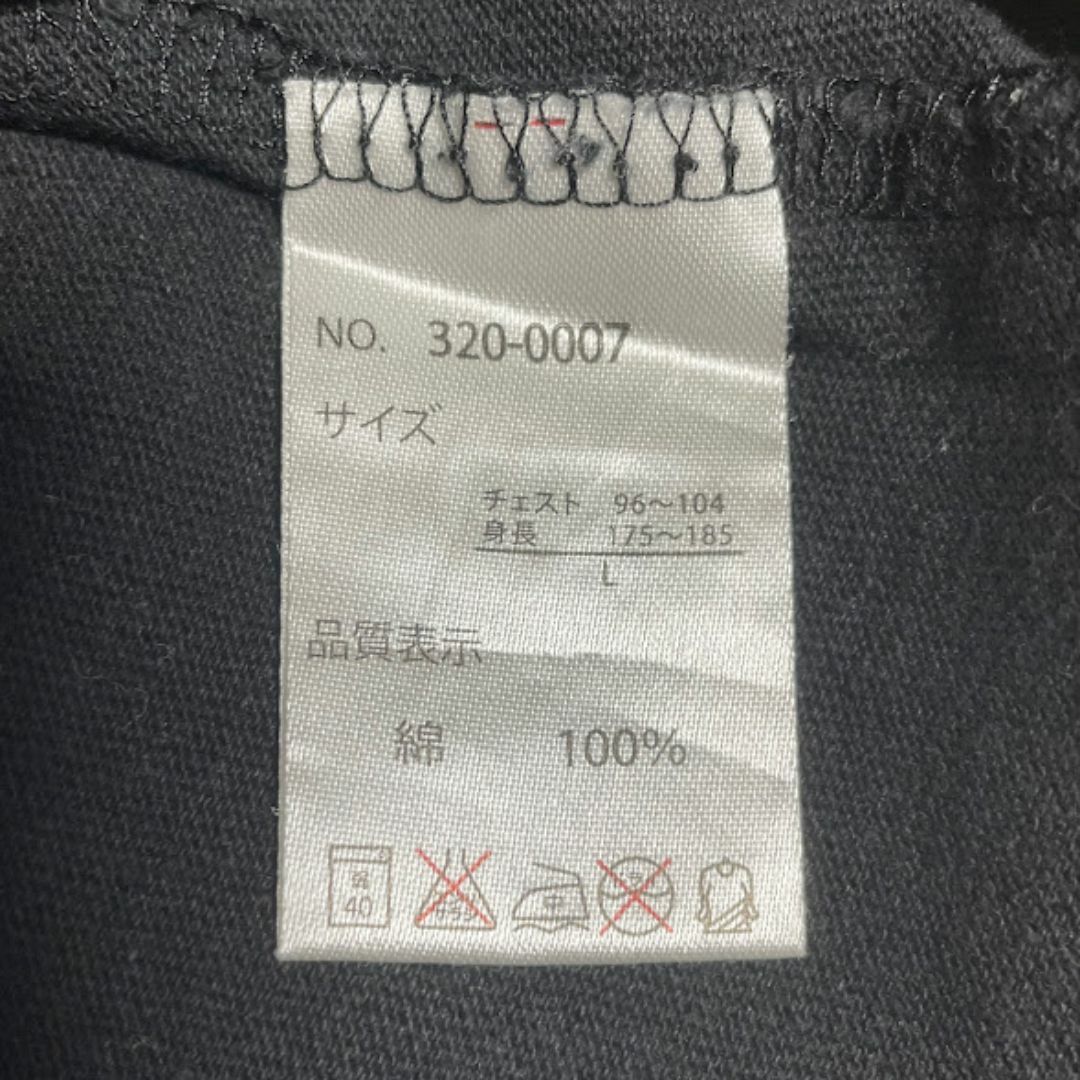 NO. 320-0007
サイズ
チェスト 96〜104
身長 175〜185
L
品質表示
綿 100%
40
中